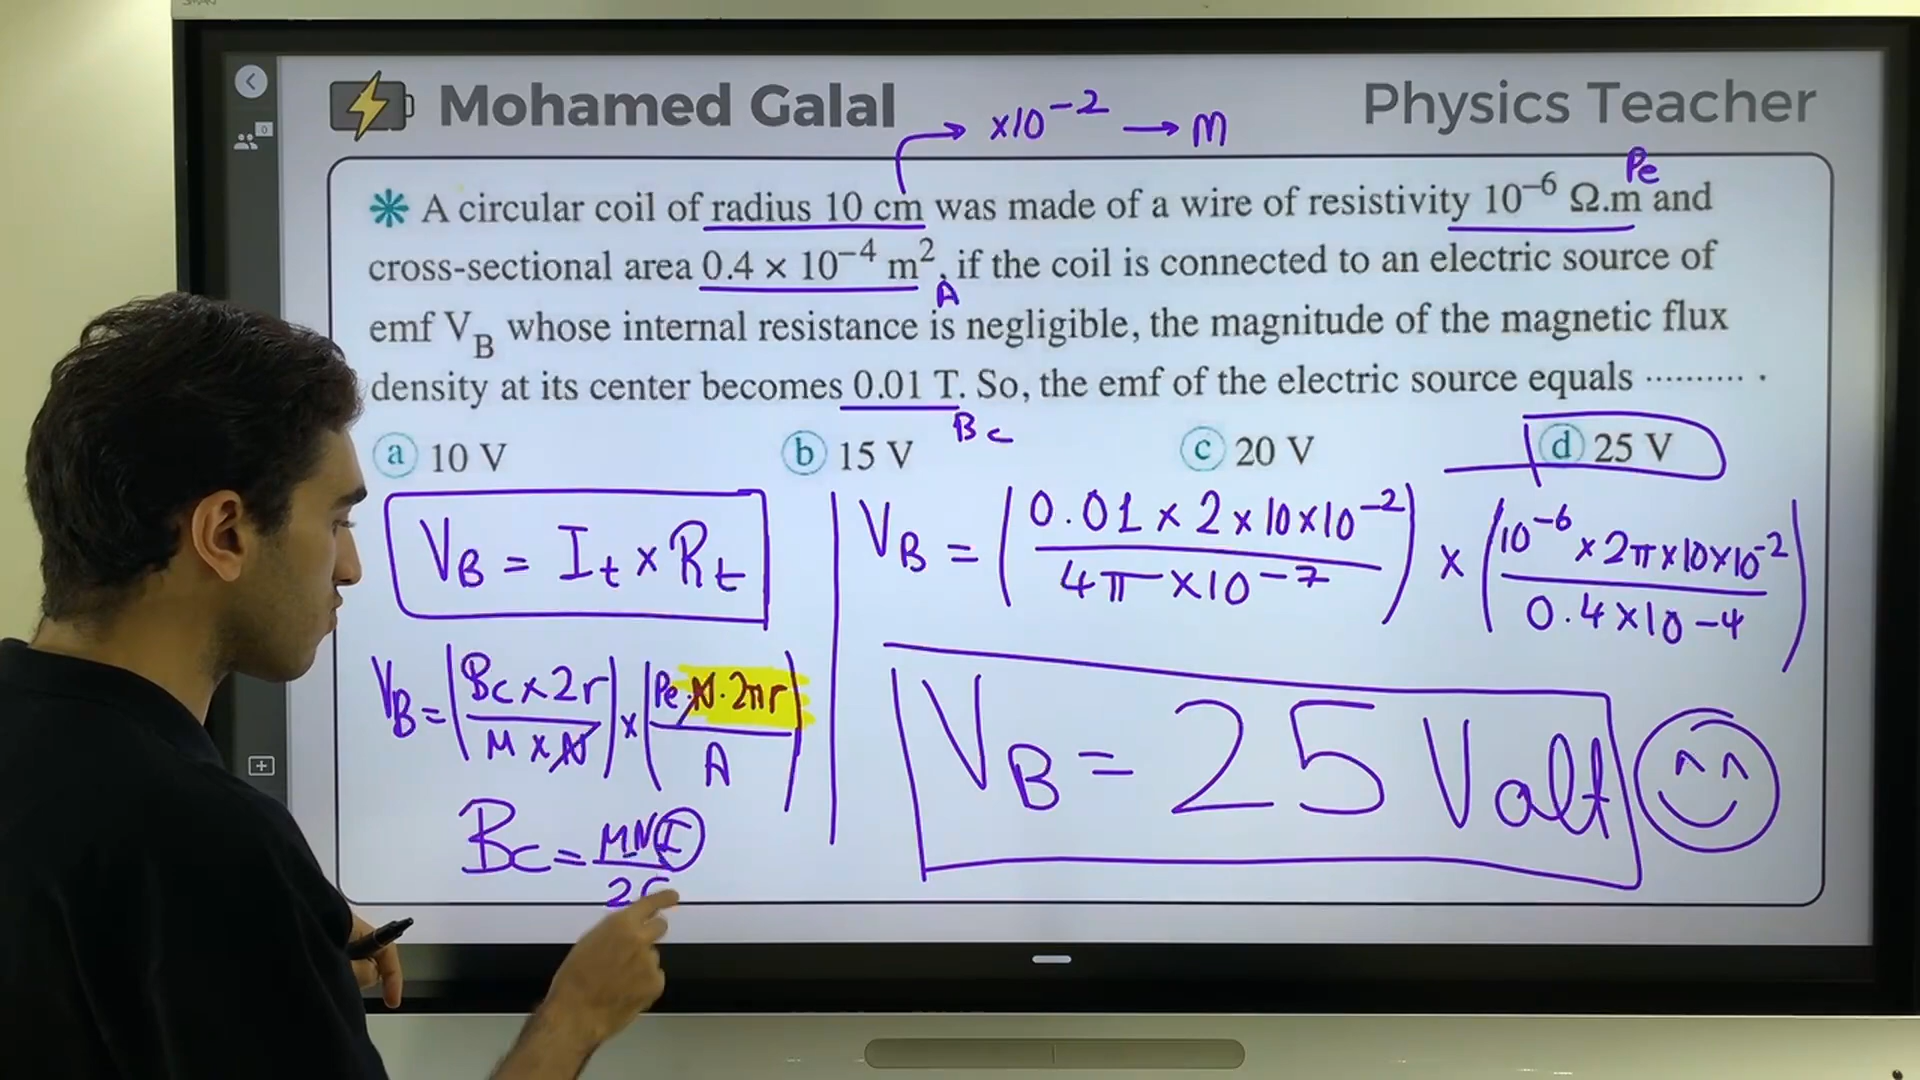 Mohamed Galal
Physics Teacher
×10⁻² → m
Pe
A circular coil of radius 10 cm was made of a wire of resistivity 10⁻⁶ Ω.m and
cross-sectional area 0.4 × 10⁻⁴ m², if the coil is connected to an electric source of
A
emf V_B whose internal resistance is negligible, the magnitude of the magnetic flux
density at its center becomes 0.01 T. So, the emf of the electric source equals .......... .
Bc
a 10 V
b 15 V
c 20 V
d 25 V
V_B = I_t × R_t
V_B = (0.01 × 2 × 10 × 10⁻² / 4π × 10⁻⁷) × (10⁻⁶ × 2π × 10 × 10⁻² / 0.4 × 10⁻⁴)
V_B = (Bc × 2r / M × N) × (Pe · N · 2πr / A)
V_B = 25 Volt
Bc = MNI / 2r